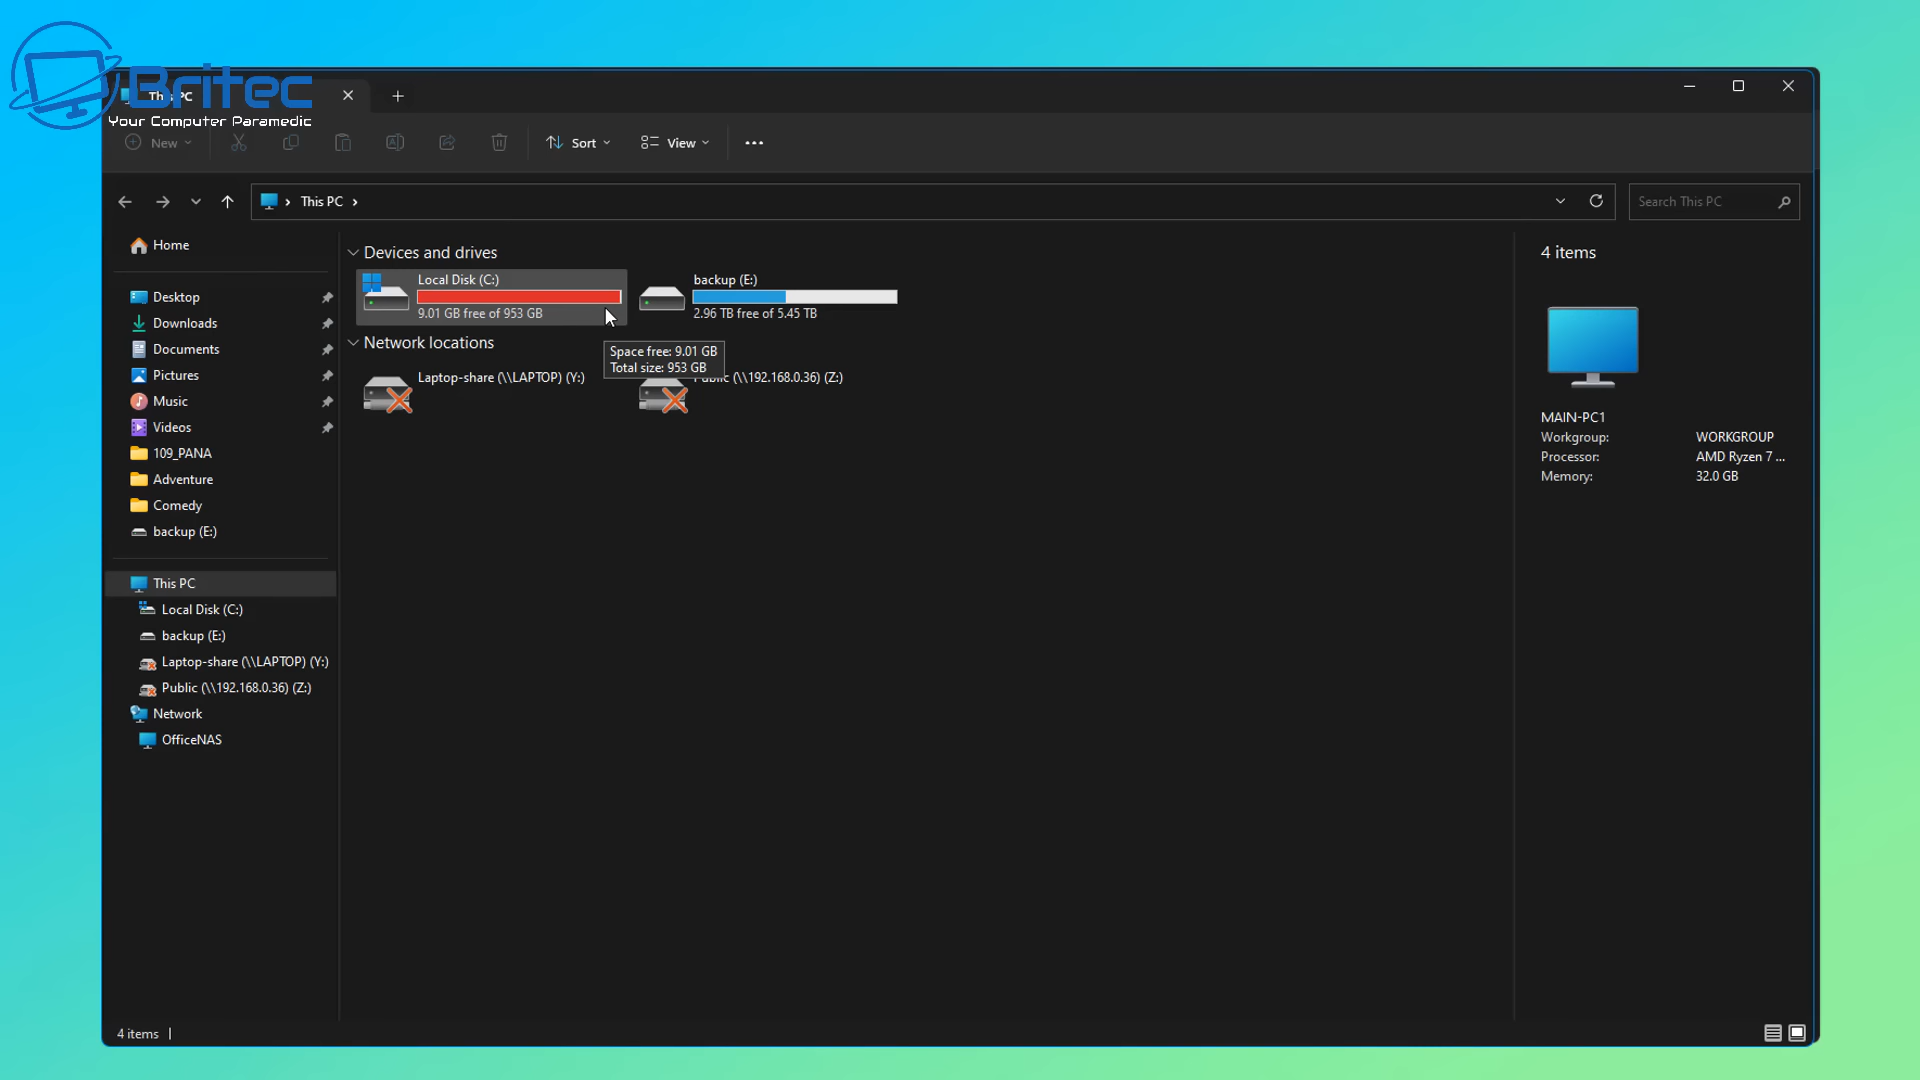 Britec
Your Computer Paramedic
This PC
New
Sort
View
This PC
Search This PC
Home
Desktop
Downloads
Documents
Pictures
Music
Videos
109_PANA
Adventure
Comedy
backup (E:)
This PC
Local Disk (C:)
backup (E:)
Laptop-share (\\LAPTOP) (Y:)
Public (\\192.168.0.36) (Z:)
Network
OfficeNAS
Devices and drives
Local Disk (C:)
9.01 GB free of 953 GB
backup (E:)
2.96 TB free of 5.45 TB
Network locations
Space free: 9.01 GB
Total size: 953 GB
Laptop-share (\\LAPTOP) (Y:)
Public (\\192.168.0.36) (Z:)
4 items
MAIN-PC1
Workgroup: WORKGROUP
Processor: AMD Ryzen 7 ...
Memory: 32.0 GB
4 items